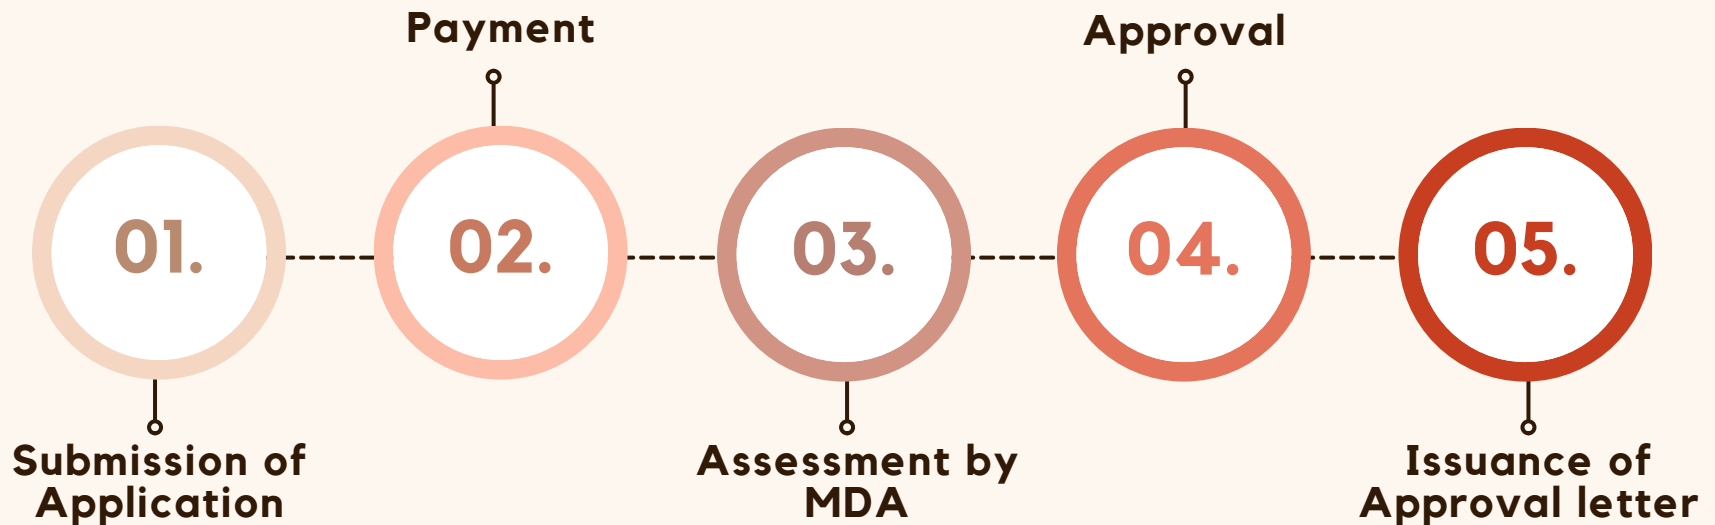 Payment
Approval
01.
02.
03.
04.
05.
Submission of
Application
Assessment by
MDA
Issuance of
Approval letter